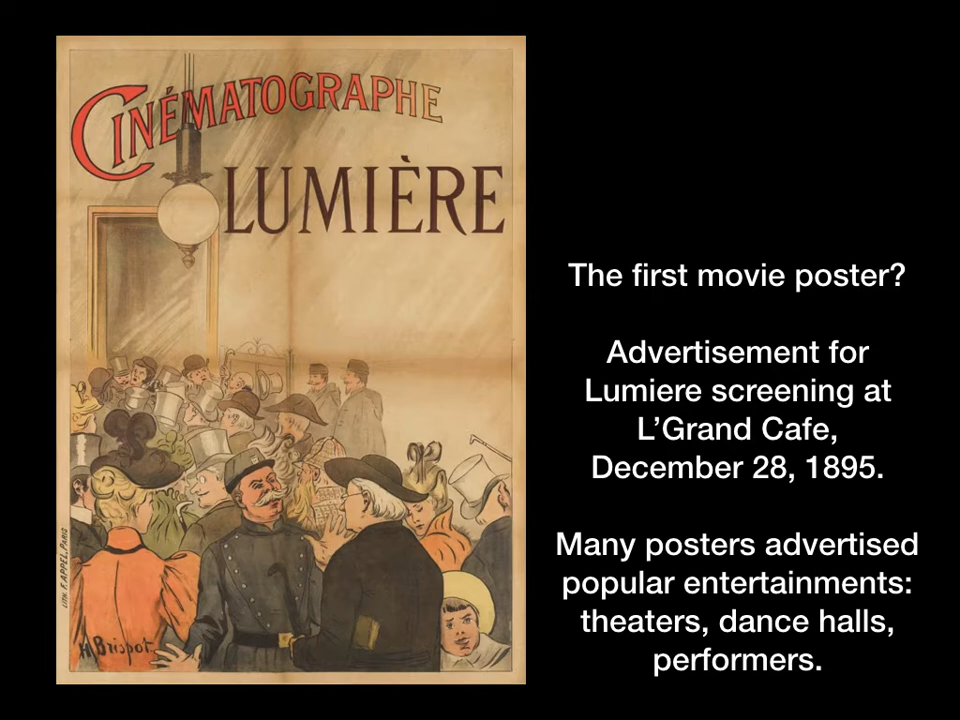 CINÉMATOGRAPHE
LUMIÈRE
LITH. F. APPEL, PARIS
H. Brispot
The first movie poster?
Advertisement for
Lumiere screening at
L’Grand Cafe,
December 28, 1895.
Many posters advertised
popular entertainments:
theaters, dance halls,
performers.